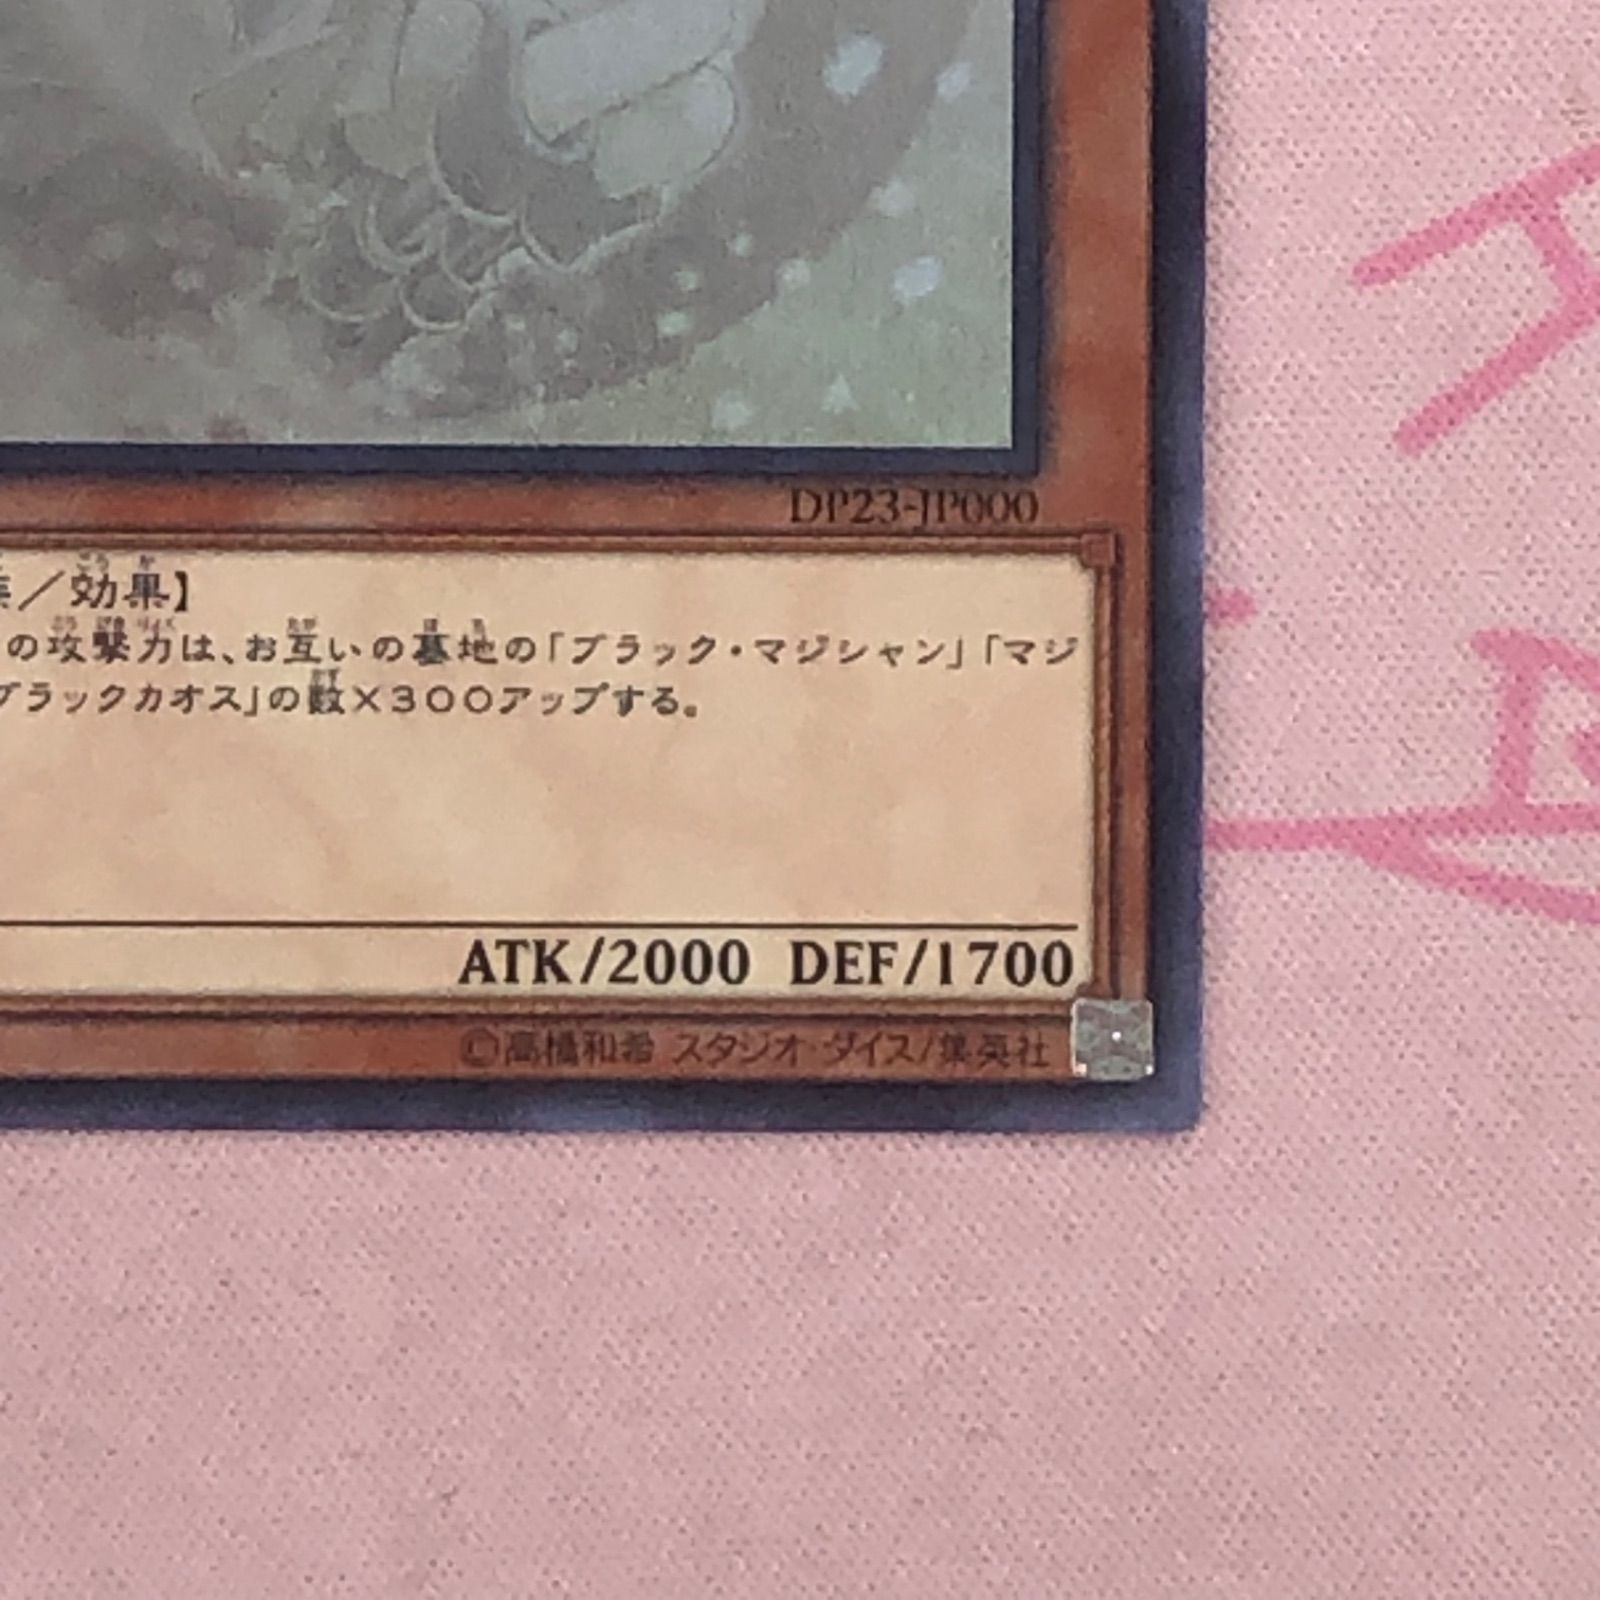 DP23-JP000
／効果】
の攻撃力は、お互いの墓地の「ブラック・マジシャン」「マジ
ブラックカオス」の数×３００アップする。
ATK/2000 DEF/1700
©高橋和希 スタジオ・ダイス/集英社